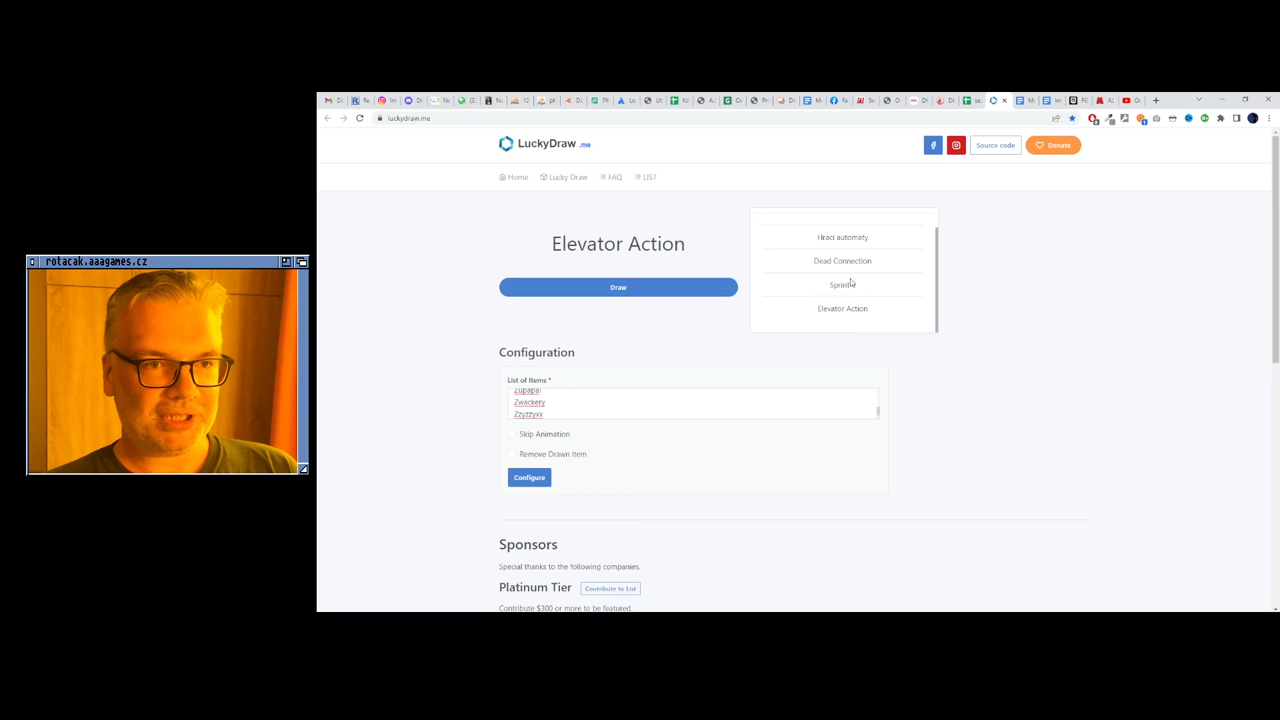 rotacak.aaagames.cz
luckydraw.me
LuckyDraw .me
Source code
Donate
Home
Lucky Draw
FAQ
LIST
Elevator Action
Draw
Hraci automaty
Dead Connection
Sprint
Elevator Action
Configuration
List of Items *
Zupapa!
Zwackery
Zzyzzyxx
Skip Animation
Remove Drawn Item
Configure
Sponsors
Special thanks to the following companies.
Platinum Tier
Contribute to List
Contribute $300 or more to be featured.